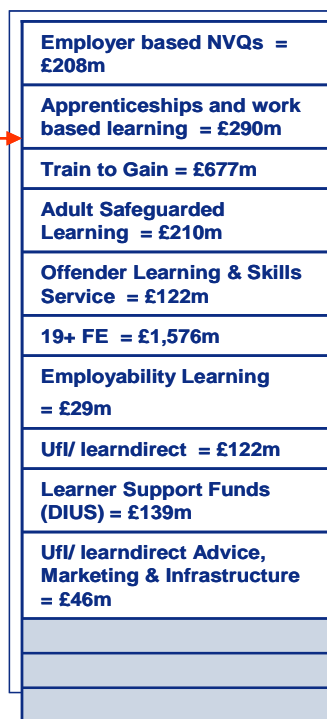 Employer based NVQs =
£208m
Apprenticeships and work
based learning = £290m
Train to Gain = £677m
Adult Safeguarded
Learning = £210m
Offender Learning & Skills
Service = £122m
19+ FE = £1,576m
Employability Learning
= £29m
Ufl/ learndirect = £122m
Learner Support Funds
(DIUS) = £139m
Ufl/ learndirect Advice,
Marketing & Infrastructure
= £46m